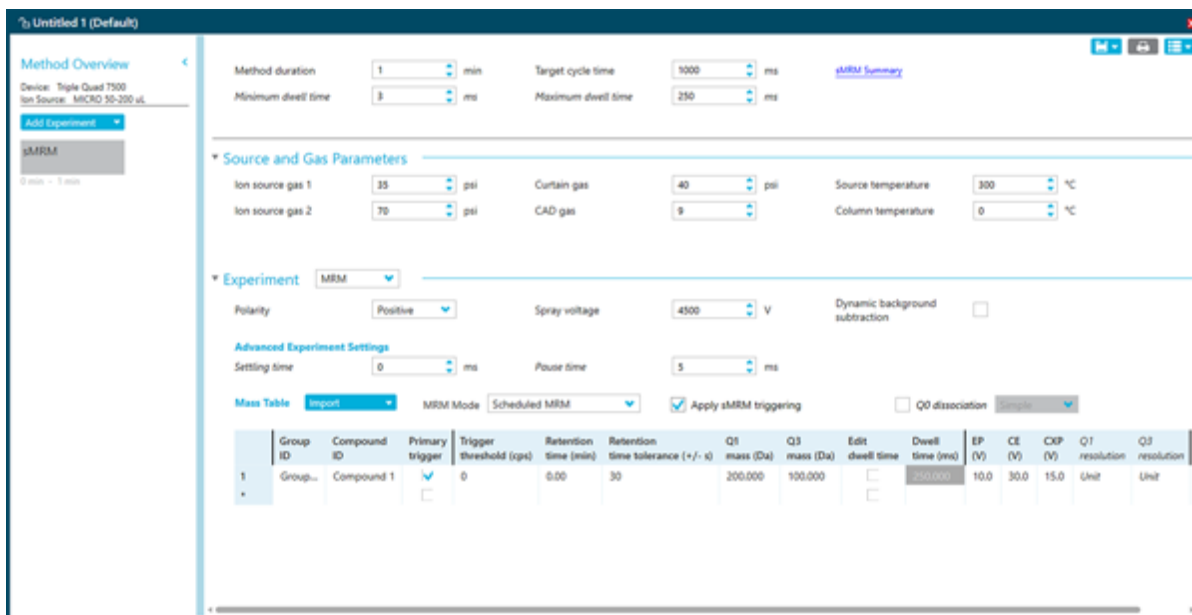 Untitled 1 (Default)
Method Overview
Device: Triple Quad 7500
Ion Source: MICRO 50-200 uL
Add Experiment
sMRM
0 min - 1 min
Method duration 1 min Target cycle time 1000 ms sMRM Summary
Minimum dwell time 3 ms Maximum dwell time 250 ms
Source and Gas Parameters
Ion source gas 1 35 psi Curtain gas 40 psi Source temperature 300 °C
Ion source gas 2 70 psi CAD gas 9 Column temperature 0 °C
Experiment MRM
Polarity Positive Spray voltage 4500 V Dynamic background
subtraction
Advanced Experiment Settings
Settling time 0 ms Pause time 5 ms
Mass Table Import MRM Mode Scheduled MRM Apply sMRM triggering Q0 dissociation Simple
Group Compound Primary Trigger Retention Retention Q1 Q3 Edit Dwell EP CE CXP Q1 Q3
ID ID trigger threshold (cps) time (min) time tolerance (+/- s) mass (Da) mass (Da) dwell time time (ms) (V) (V) (V) resolution resolution
1 Group... Compound 1 0 0.00 30 200.000 100.000 250.000 10.0 30.0 15.0 Unit Unit